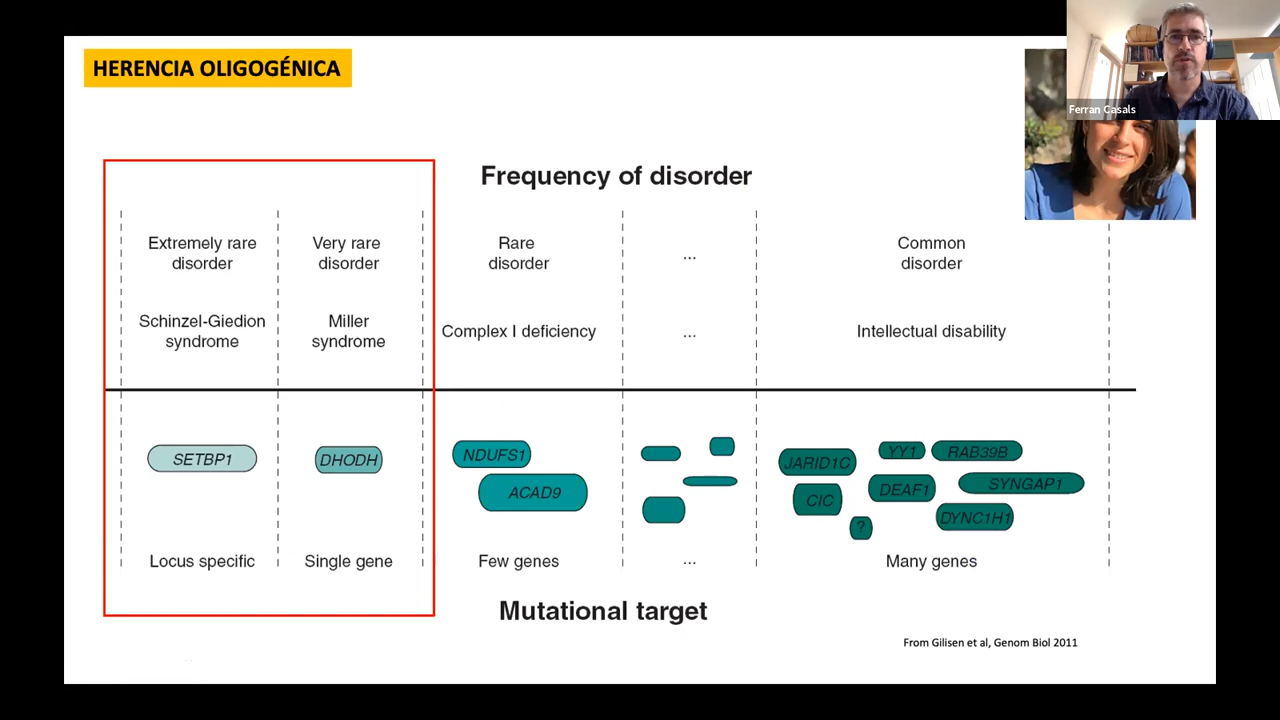 HERENCIA OLIGOGÉNICA
Ferran Casals
Frequency of disorder
Extremely rare
disorder
Very rare
disorder
Rare
disorder
...
Common
disorder
Schinzel-Giedion
syndrome
Miller
syndrome
Complex I deficiency
...
Intellectual disability
SETBP1
DHODH
NDUFS1
ACAD9
JARID1C
YY1
RAB39B
CIC
DEAF1
SYNGAP1
?
DYNC1H1
Locus specific
Single gene
Few genes
...
Many genes
Mutational target
From Gilisen et al, Genom Biol 2011